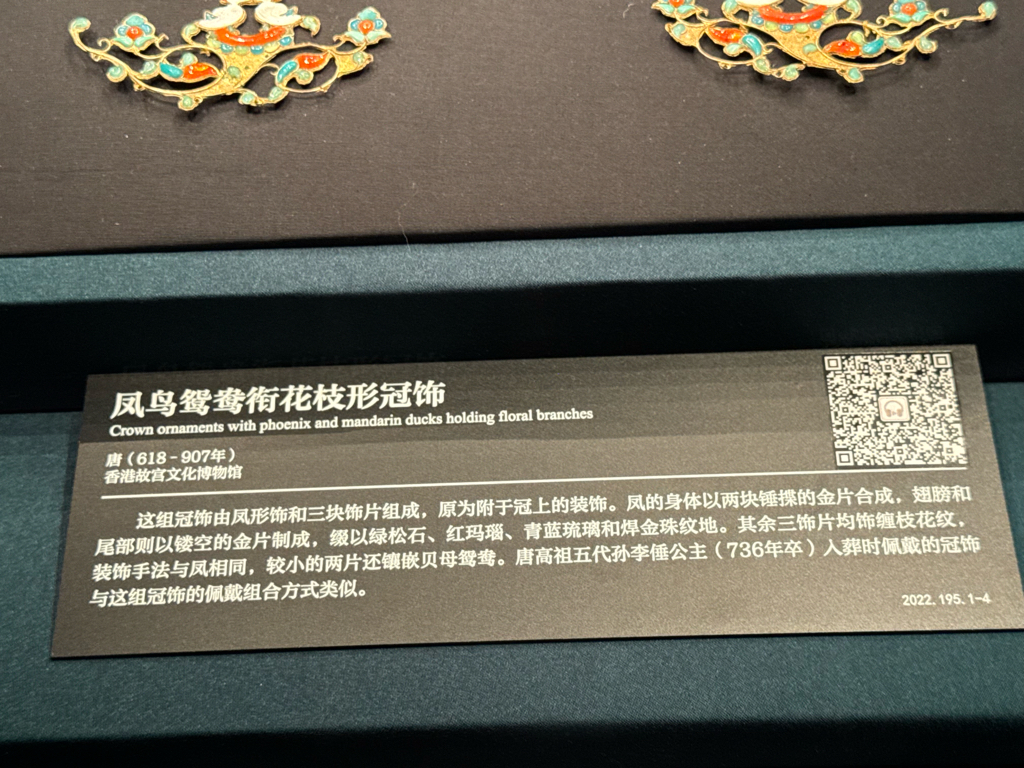 凤鸟鸳鸯衔花枝形冠饰
Crown ornaments with phoenix and mandarin ducks holding floral branches
唐（618－907年）
香港故宫文化博物馆
这组冠饰由凤形饰和三块饰片组成，原为附于冠上的装饰。凤的身体以两块锤揲的金片合成，翅膀和
尾部则以镂空的金片制成，缀以绿松石、红玛瑙、青蓝琉璃和焊金珠纹地。其余三饰片均饰缠枝花纹，
装饰手法与凤相同，较小的两片还镶嵌贝母鸳鸯。唐高祖五代孙李倕公主（736年卒）入葬时佩戴的冠饰
与这组冠饰的佩戴组合方式类似。
2022.195.1-4